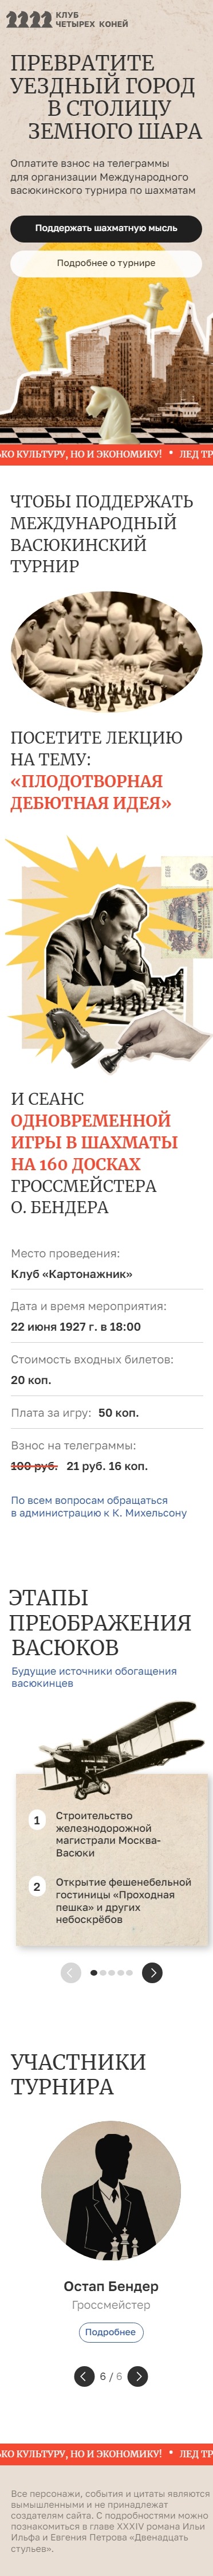 КЛУБ
ЧЕТЫРЕХ КОНЕЙ
ПРЕВРАТИТЕ
УЕЗДНЫЙ ГОРОД
В СТОЛИЦУ
ЗЕМНОГО ШАРА
Оплатите взнос на телеграммы
для организации Международного
васюкинского турнира по шахматам
Поддержать шахматную мысль
Подробнее о турнире
КО КУЛЬТУРУ, НО И ЭКОНОМИКУ! • ЛЕД ТР
ЧТОБЫ ПОДДЕРЖАТЬ
МЕЖДУНАРОДНЫЙ
ВАСЮКИНСКИЙ
ТУРНИР
ПОСЕТИТЕ ЛЕКЦИЮ
НА ТЕМУ:
«ПЛОДОТВОРНАЯ
ДЕБЮТНАЯ ИДЕЯ»
И СЕАНС
ОДНОВРЕМЕННОЙ
ИГРЫ В ШАХМАТЫ
НА 160 ДОСКАХ
ГРОССМЕЙСТЕРА
О. БЕНДЕРА
Место проведения:
Клуб «Картонажник»
Дата и время мероприятия:
22 июня 1927 г. в 18:00
Стоимость входных билетов:
20 коп.
Плата за игру: 50 коп.
Взнос на телеграммы:
100 руб. 21 руб. 16 коп.
По всем вопросам обращаться
в администрацию к К. Михельсону
ЭТАПЫ
ПРЕОБРАЖЕНИЯ
ВАСЮКОВ
Будущие источники обогащения
васюкинцев
1 Строительство
железнодорожной
магистрали Москва-
Васюки
2 Открытие фешенебельной
гостиницы «Проходная
пешка» и других
небоскрёбов
УЧАСТНИКИ
ТУРНИРА
Остап Бендер
Гроссмейстер
Подробнее
6 / 6
КО КУЛЬТУРУ, НО И ЭКОНОМИКУ! • ЛЕД ТР
Все персонажи, события и цитаты являются
вымышленными и не принадлежат
создателям сайта. С подробностями можно
познакомиться в главе XXXIV романа Ильи
Ильфа и Евгения Петрова «Двенадцать
стульев».